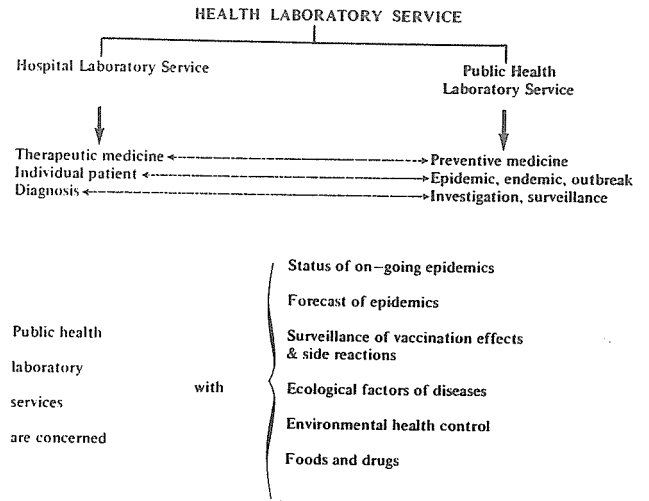 HEALTH LABORATORY SERVICE
Hospital Laboratory Service
Public Health
Laboratory Service
Therapeutic medicine
Preventive medicine
Individual patient
Epidemic, endemic, outbreak
Diagnosis
Investigation, surveillance
Public health
laboratory
services
are concerned
with
Status of on-going epidemics
Forecast of epidemics
Surveillance of vaccination effects
& side reactions
Ecological factors of diseases
Environmental health control
Foods and drugs